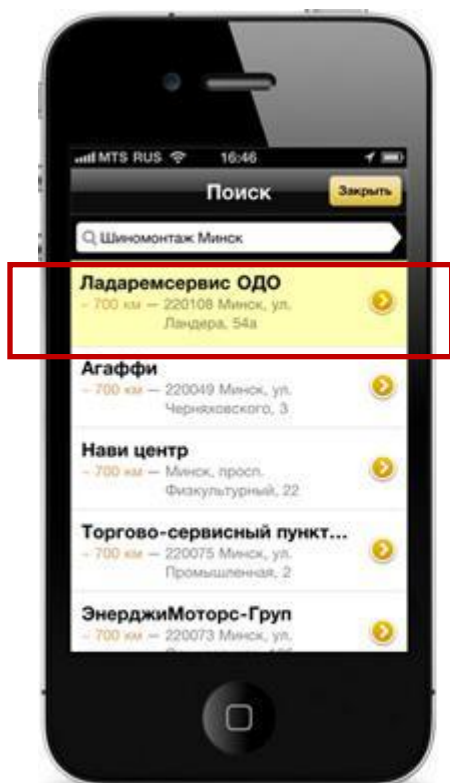 MTS RUS 16:46
Поиск Закрыть
Шиномонтаж Минск
Ладаремсервис ОДО
~ 700 км — 220108 Минск, ул.
Ландера, 54а
Агаффи
~ 700 км — 220049 Минск, ул.
Черняховского, 3
Нави центр
~ 700 км — Минск, просп.
Физкультурный, 22
Торгово-сервисный пункт...
~ 700 км — 220075 Минск, ул.
Промышленная, 2
ЭнерджиМоторс-Груп
~ 700 км — 220073 Минск, ул.